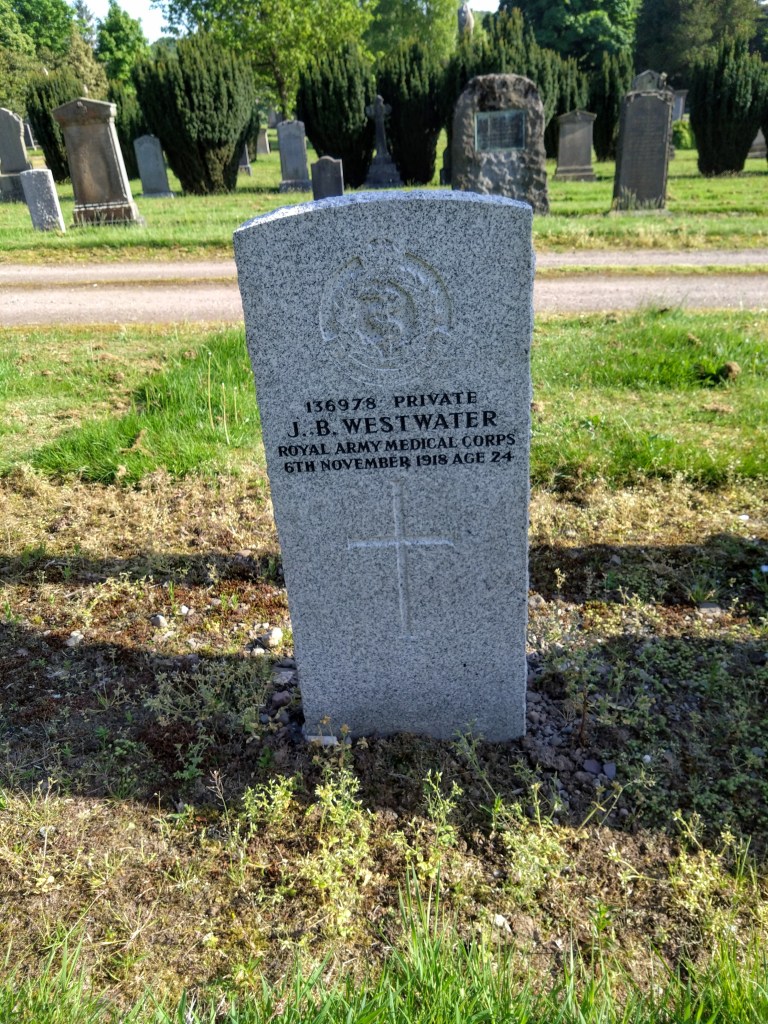 136978 PRIVATE
J. B. WESTWATER
ROYAL ARMY MEDICAL CORPS
6TH NOVEMBER 1918 AGE 24